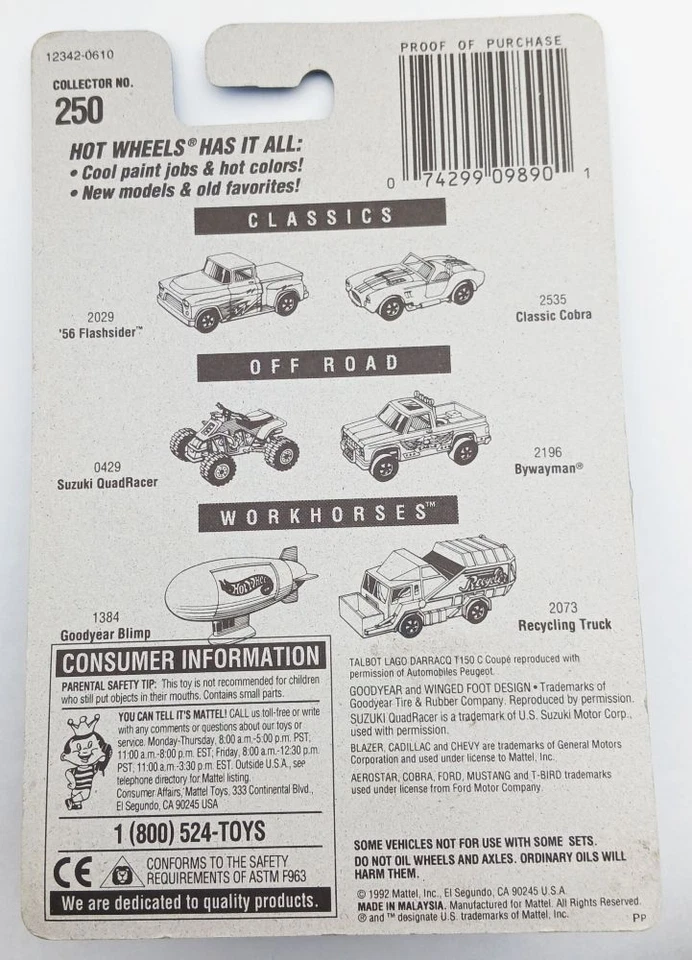 12342-0610
COLLECTOR NO.
250
PROOF OF PURCHASE
0 74299 09890 1
HOT WHEELS® HAS IT ALL:
• Cool paint jobs & hot colors!
• New models & old favorites!
CLASSICS
2029
'56 Flashsider™
2535
Classic Cobra
OFF ROAD
0429
Suzuki QuadRacer
2196
Bywayman®
WORKHORSES™
Hot Wheels
Recycler
1384
Goodyear Blimp
2073
Recycling Truck
CONSUMER INFORMATION
PARENTAL SAFETY TIP: This toy is not recommended for children
who still put objects in their mouths. Contains small parts.
YOU CAN TELL IT'S MATTEL! CALL us toll-free or write
with any comments or questions about our toys or
service. Monday-Thursday, 8:00 a.m.-5:00 p.m. PST,
11:00 a.m.-8:00 p.m. EST; Friday, 8:00 a.m.-12:30 p.m.
PST, 11:00 a.m.-3:30 p.m. EST. Outside U.S.A., see
telephone directory for Mattel listing.
Consumer Affairs, Mattel Toys, 333 Continental Blvd.,
El Segundo, CA 90245 USA
1 (800) 524-TOYS
CE
CONFORMS TO THE SAFETY
REQUIREMENTS OF ASTM F963
We are dedicated to quality products.
TALBOT LAGO DARRACQ T150 C Coupé reproduced with
permission of Automobiles Peugeot.
GOODYEAR and WINGED FOOT DESIGN • Trademarks of
Goodyear Tire & Rubber Company. Reproduced by permission.
SUZUKI QuadRacer is a trademark of U.S. Suzuki Motor Corp.,
used with permission.
BLAZER, CADILLAC and CHEVY are trademarks of General Motors
Corporation and used under license to Mattel, Inc.
AEROSTAR, COBRA, FORD, MUSTANG and T-BIRD trademarks
used under license from Ford Motor Company.
SOME VEHICLES NOT FOR USE WITH SOME SETS.
DO NOT OIL WHEELS AND AXLES. ORDINARY OILS WILL
HARM THEM.
© 1992 Mattel, Inc., El Segundo, CA 90245 U.S.A.
MADE IN MALAYSIA. Manufactured for Mattel. All Rights Reserved.
® and ™ designate U.S. trademarks of Mattel, Inc.
PP